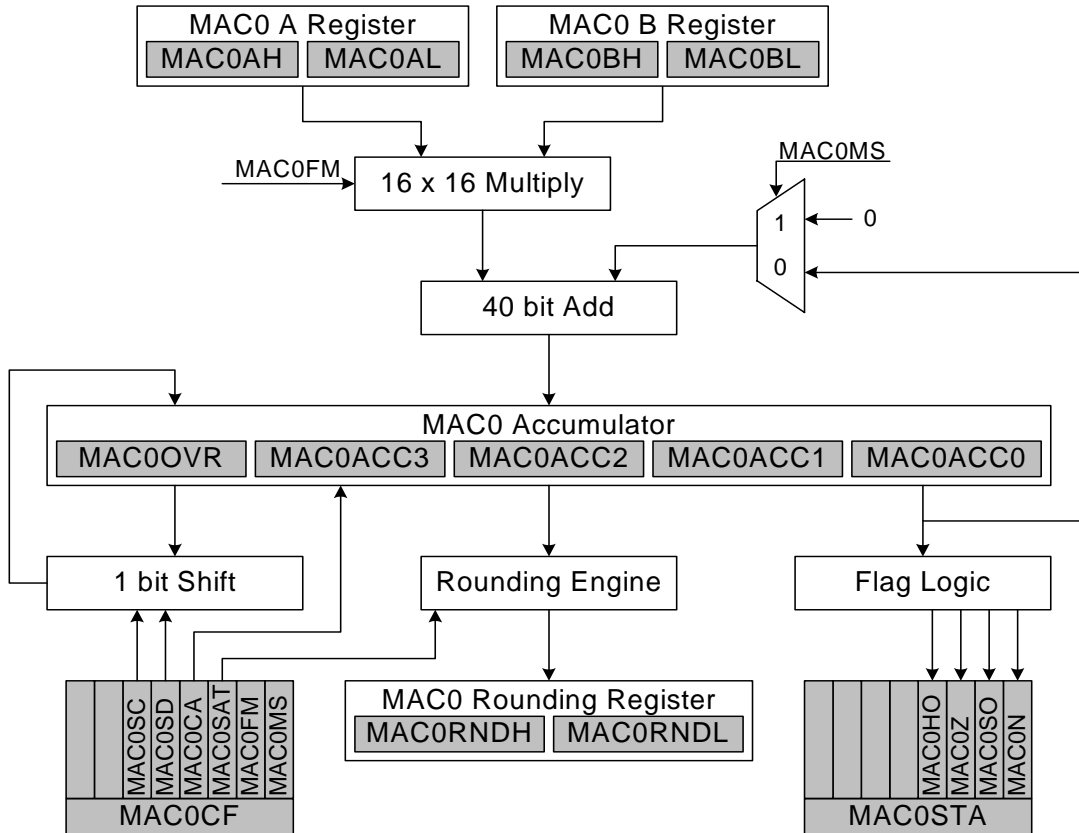 MAC0 A Register
MAC0AH
MAC0AL
MAC0 B Register
MAC0BH
MAC0BL
MAC0FM
16 x 16 Multiply
MAC0MS
1
0
0
40 bit Add
MAC0 Accumulator
MAC0OVR
MAC0ACC3
MAC0ACC2
MAC0ACC1
MAC0ACC0
1 bit Shift
Rounding Engine
Flag Logic
MAC0SC
MAC0SD
MAC0CA
MAC0SAT
MAC0FM
MAC0MS
MAC0CF
MAC0 Rounding Register
MAC0RNDH
MAC0RNDL
MAC0HO
MAC0Z
MAC0SO
MAC0N
MAC0STA